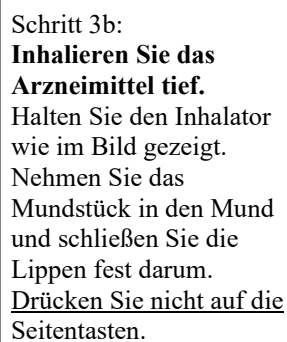 Schritt 3b:
Inhalieren Sie das
Arzneimittel tief.
Halten Sie den Inhalator
wie im Bild gezeigt.
Nehmen Sie das
Mundstück in den Mund
und schließen Sie die
Lippen fest darum.
Drücken Sie nicht auf die
Seitentasten.